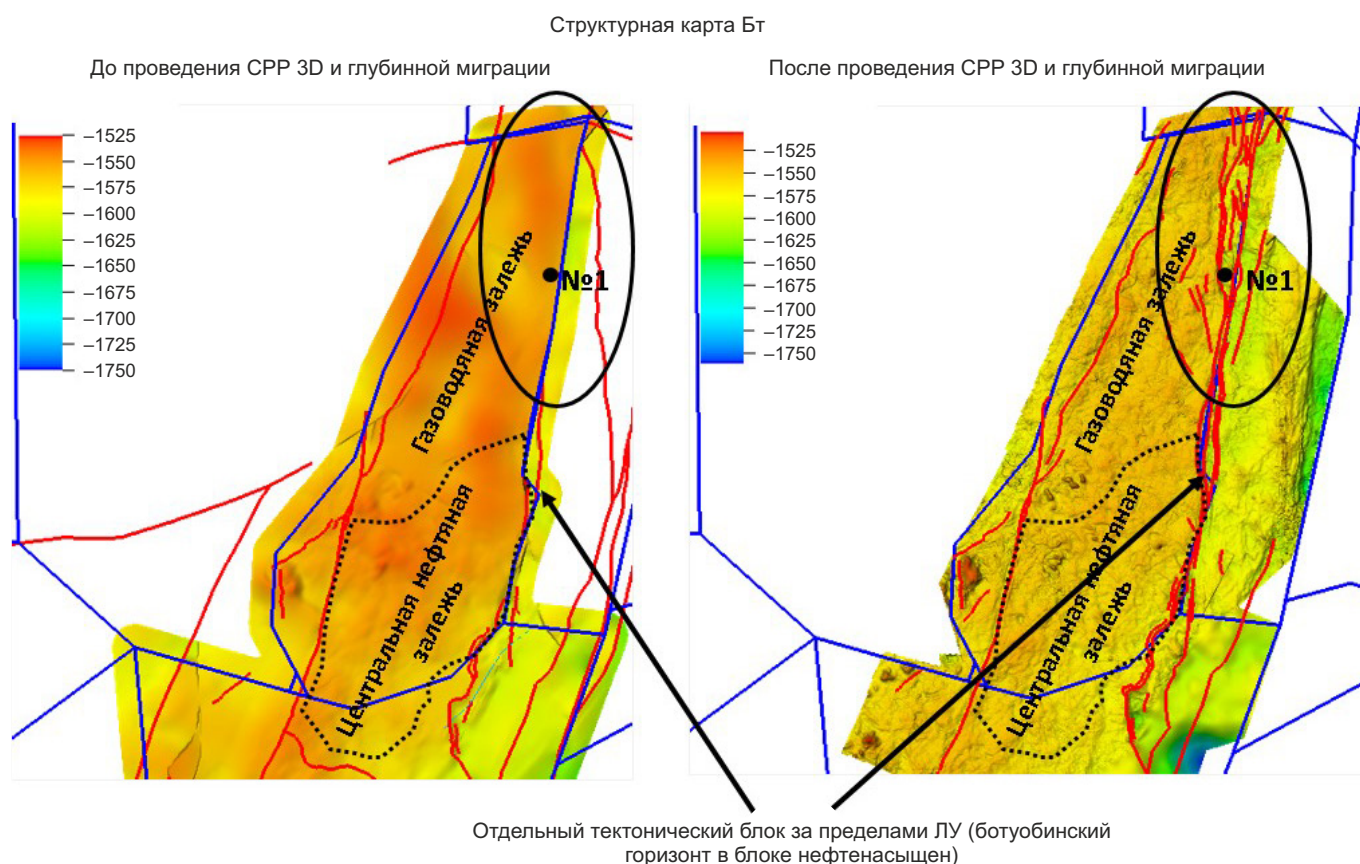 Структурная карта Бт
До проведения СРР 3D и глубинной миграции
После проведения СРР 3D и глубинной миграции
−1525
−1550
−1575
−1600
−1625
−1650
−1675
−1700
−1725
−1750
№1
Газоводяная залежь
Центральная нефтяная
залежь
−1525
−1550
−1575
−1600
−1625
−1650
−1675
−1700
−1725
−1750
№1
Газоводяная залежь
Центральная нефтяная
залежь
Отдельный тектонический блок за пределами ЛУ (ботуобинский
горизонт в блоке нефтенасыщен)